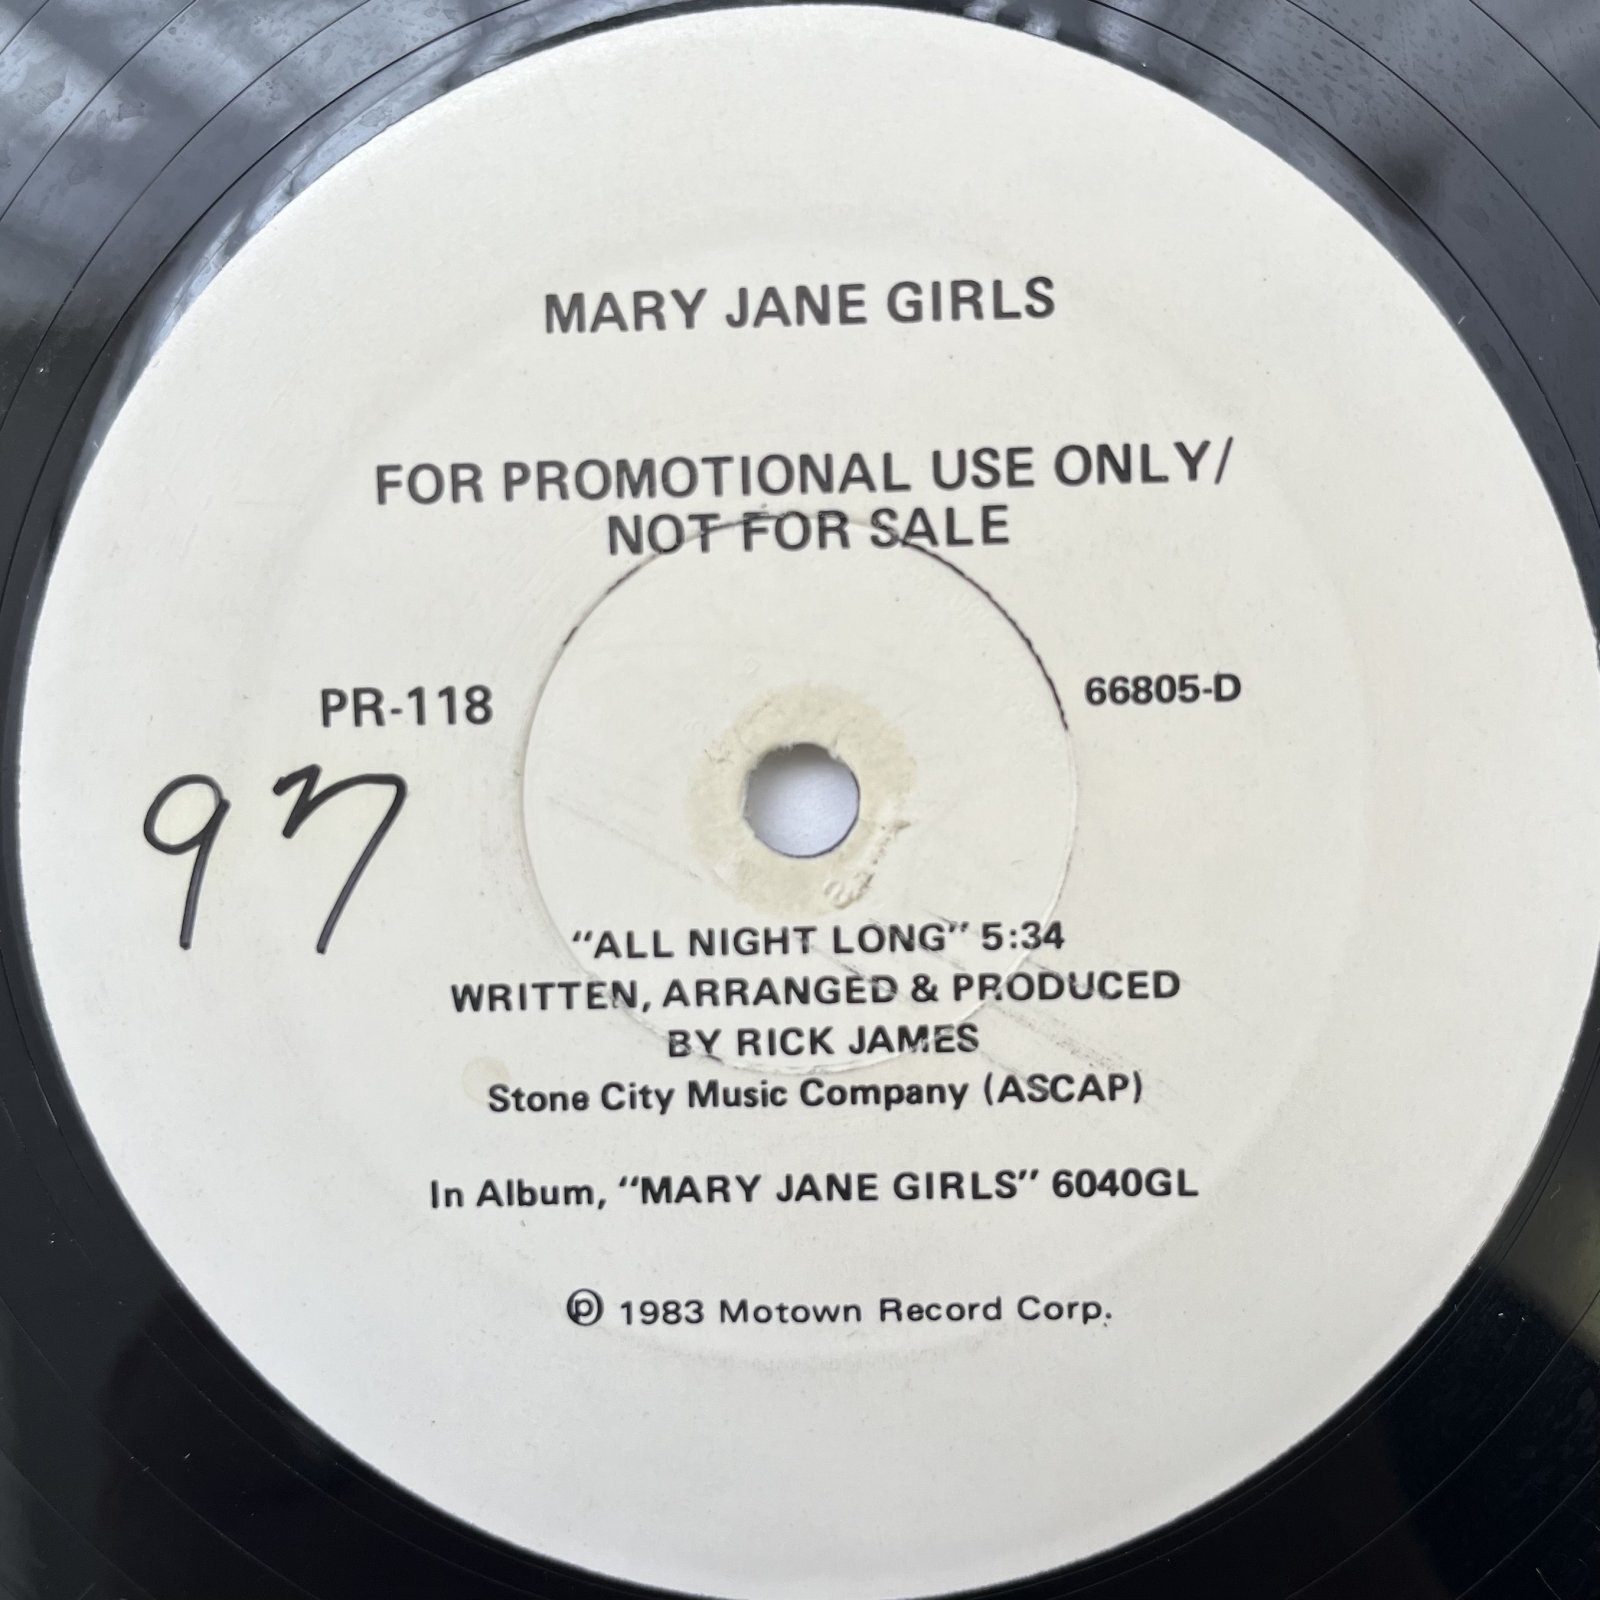 MARY JANE GIRLS
FOR PROMOTIONAL USE ONLY/
NOT FOR SALE
PR-118
66805-D
97
"ALL NIGHT LONG" 5:34
WRITTEN, ARRANGED & PRODUCED
BY RICK JAMES
Stone City Music Company (ASCAP)
In Album, "MARY JANE GIRLS" 6040GL
℗ 1983 Motown Record Corp.